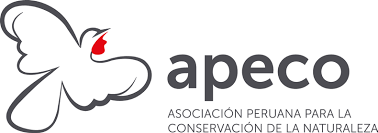 apeco
ASOCIACIÓN PERUANA PARA LA
CONSERVACIÓN DE LA NATURALEZA